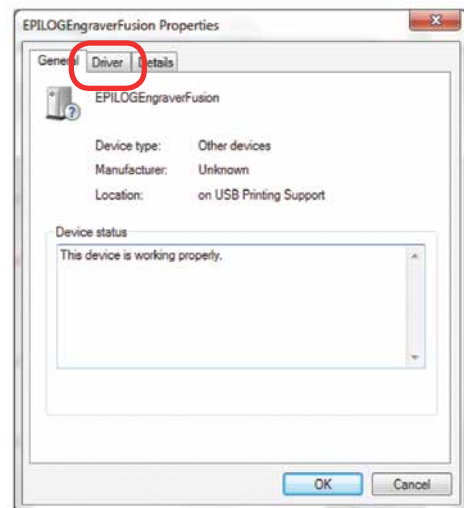 EPILOGEngraverFusion Properties
General Driver Details
EPILOGEngraverFusion
Device type: Other devices
Manufacturer: Unknown
Location: on USB Printing Support
Device status
This device is working properly.
OK Cancel